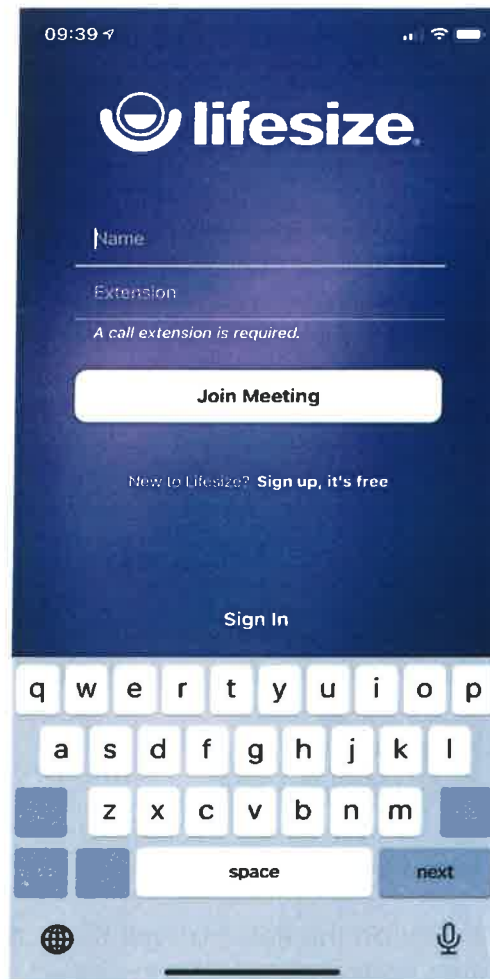 09:39
lifesize
Name
Extension
A call extension is required.
Join Meeting
New to Lifesize? Sign up, it's free
Sign In
q w e r t y u i o p
a s d f g h j k l
z x c v b n m
space next